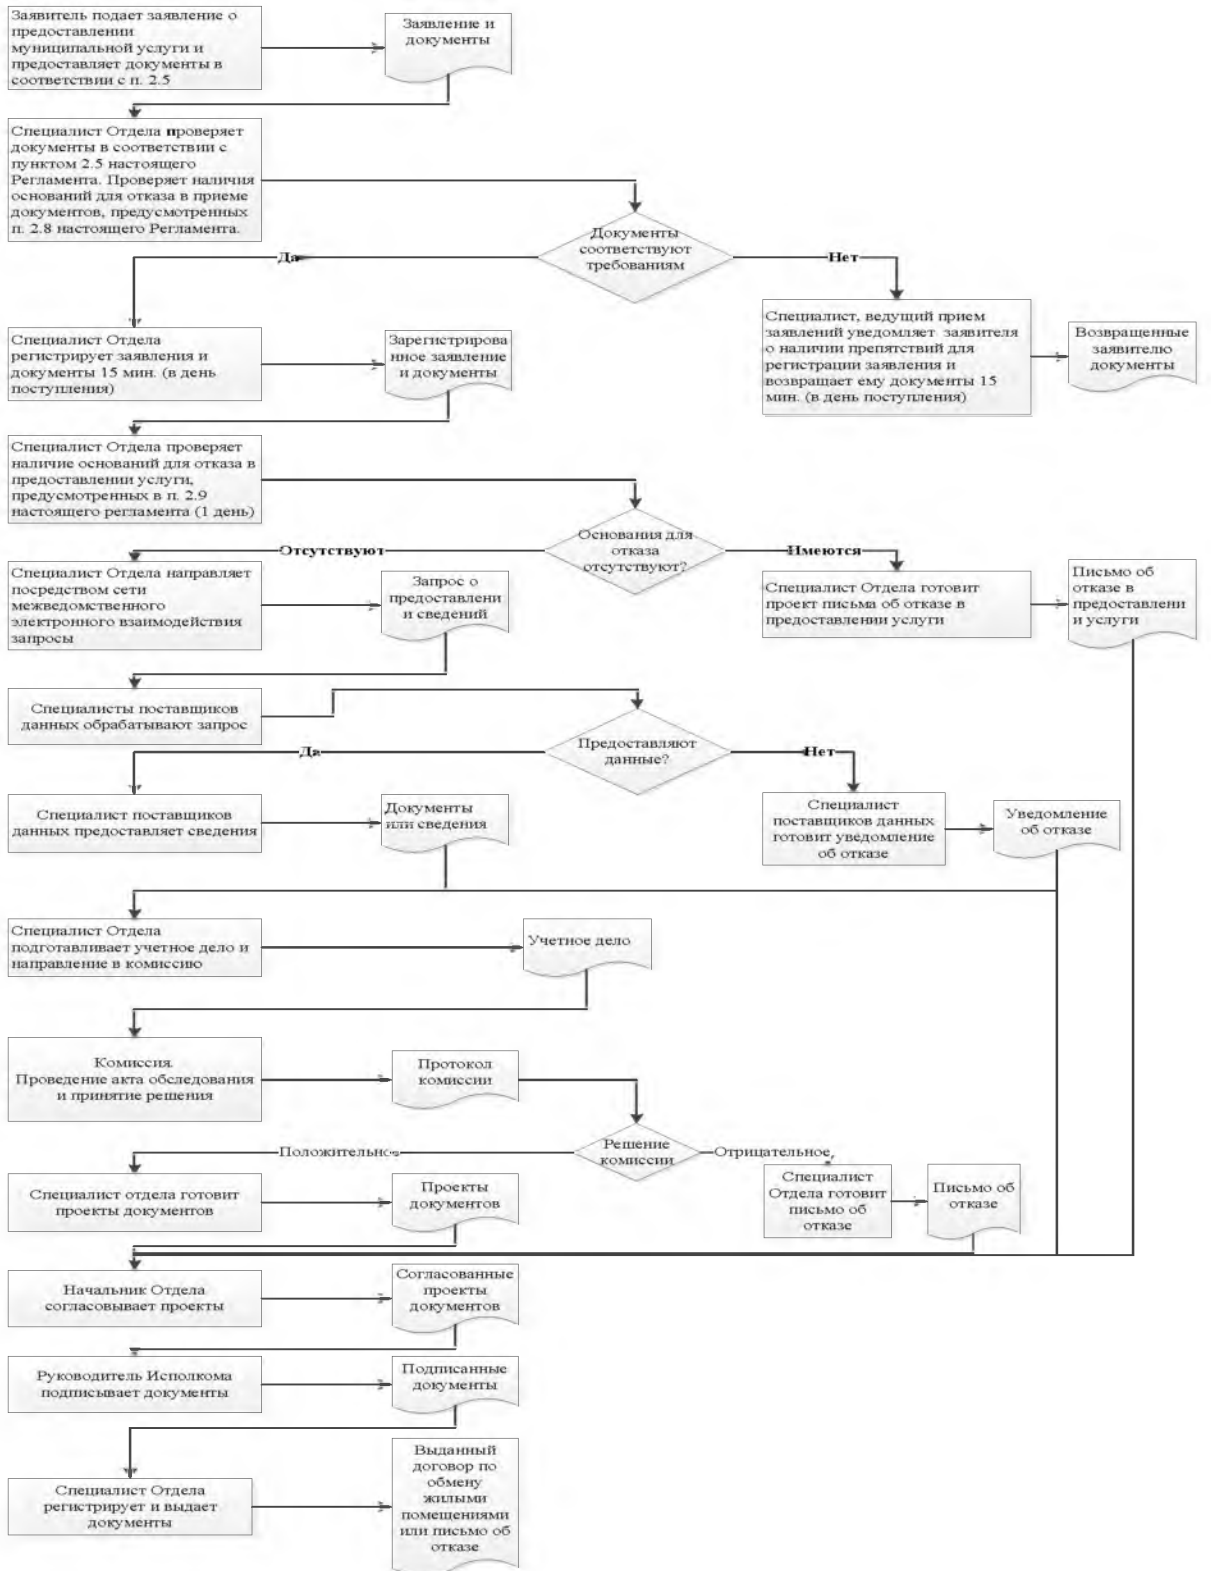 Заявитель подает заявление о
предоставлении
муниципальной услуги и
предоставляет документы в
соответствии с п. 2.5
Заявление и
документы
Специалист Отдела проверяет
документы в соответствии с
пунктом 2.5 настоящего
Регламента. Проверяет наличия
оснований для отказа в приеме
документов, предусмотренных
п. 2.8 настоящего Регламента.
Документы
соответствуют
требованиям
Да
Нет
Специалист Отдела
регистрирует заявления и
документы 15 мин. (в день
поступления)
Зарегистрирова
нное заявление
и документы
Специалист, ведущий прием
заявлений уведомляет заявителя
о наличии препятствий для
регистрации заявления и
возвращает ему документы 15
мин. (в день поступления)
Возвращенные
заявителю
документы
Специалист Отдела проверяет
наличие оснований для отказа в
предоставлении услуги,
предусмотренных в п. 2.9
настоящего регламента (1 день)
Основания для
отказа
отсутствуют?
Отсутствуют
Имеются
Специалист Отдела направляет
посредством сети
межведомственного
электронного взаимодействия
запросы
Запрос о
предоставлени
и сведений
Специалист Отдела готовит
проект письма об отказе в
предоставлении услуги
Письмо об
отказе в
предоставлени
и услуги
Специалисты поставщиков
данных обрабатывают запрос
Предоставляют
данные?
Да
Нет
Специалист поставщиков
данных предоставляет сведения
Документы
или сведения
Специалист
поставщиков данных
готовит уведомление
об отказе
Уведомление
об отказе
Специалист Отдела
подготавливает учетное дело и
направление в комиссию
Учетное дело
Комиссия.
Проведение акта обследования
и принятие решения
Протокол
комиссии
Решение
комиссии
Положительно
Отрицательное
Специалист отдела готовит
проекты документов
Проекты
документов
Специалист
Отдела готовит
письмо об
отказе
Письмо об
отказе
Начальник Отдела
согласовывает проекты
Согласованные
проекты
документов
Руководитель Исполкома
подписывает документы
Подписанные
документы
Специалист Отдела
регистрирует и выдает
документы
Выданный
договор по
обмену
жилыми
помещениями
или письмо об
отказе